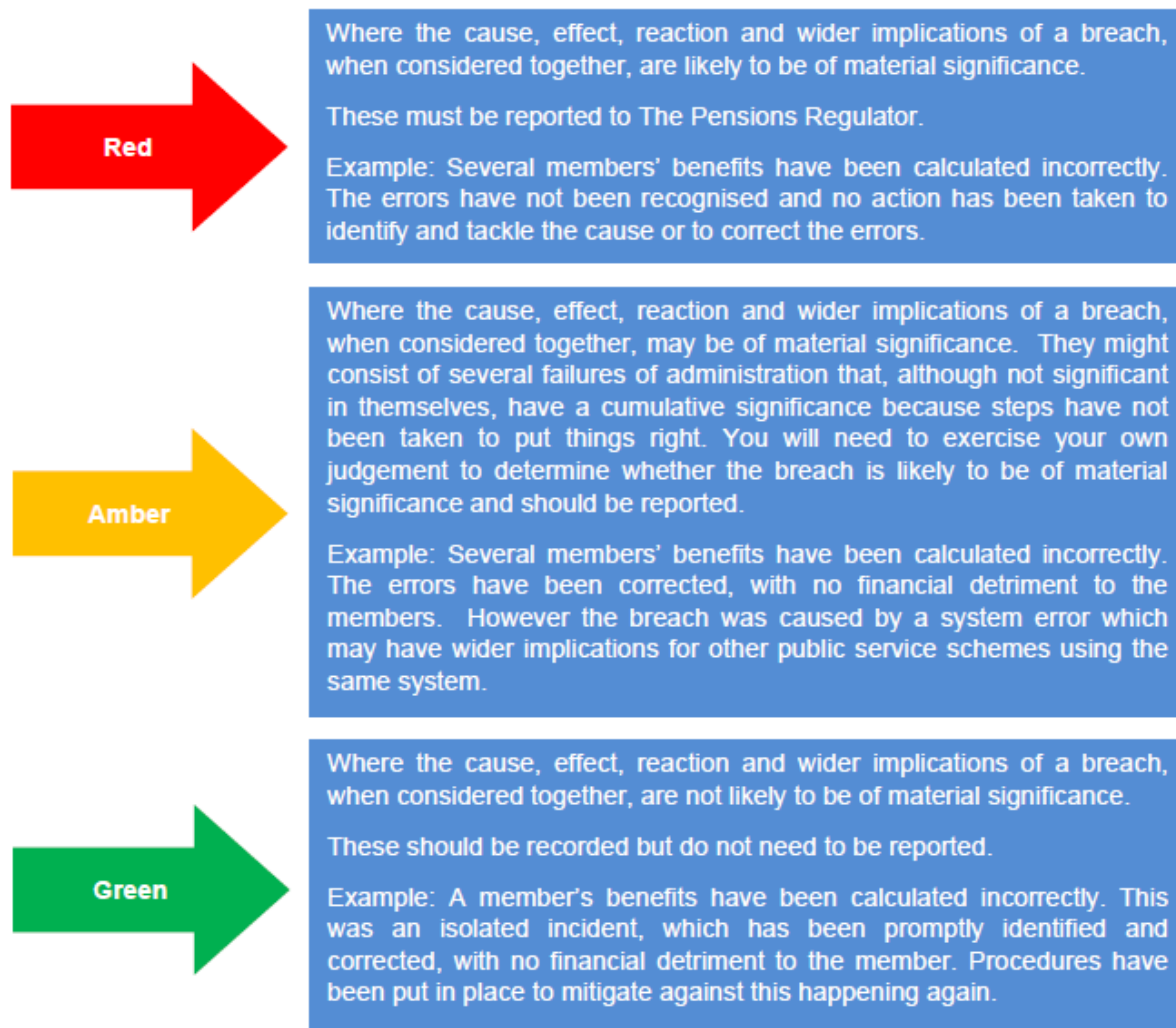 Red
Where the cause, effect, reaction and wider implications of a breach,
when considered together, are likely to be of material significance.
These must be reported to The Pensions Regulator.
Example: Several members' benefits have been calculated incorrectly.
The errors have not been recognised and no action has been taken to
identify and tackle the cause or to correct the errors.
Amber
Where the cause, effect, reaction and wider implications of a breach,
when considered together, may be of material significance. They might
consist of several failures of administration that, although not significant
in themselves, have a cumulative significance because steps have not
been taken to put things right. You will need to exercise your own
judgement to determine whether the breach is likely to be of material
significance and should be reported.
Example: Several members' benefits have been calculated incorrectly.
The errors have been corrected, with no financial detriment to the
members. However the breach was caused by a system error which
may have wider implications for other public service schemes using the
same system.
Green
Where the cause, effect, reaction and wider implications of a breach,
when considered together, are not likely to be of material significance.
These should be recorded but do not need to be reported.
Example: A member's benefits have been calculated incorrectly. This
was an isolated incident, which has been promptly identified and
corrected, with no financial detriment to the member. Procedures have
been put in place to mitigate against this happening again.